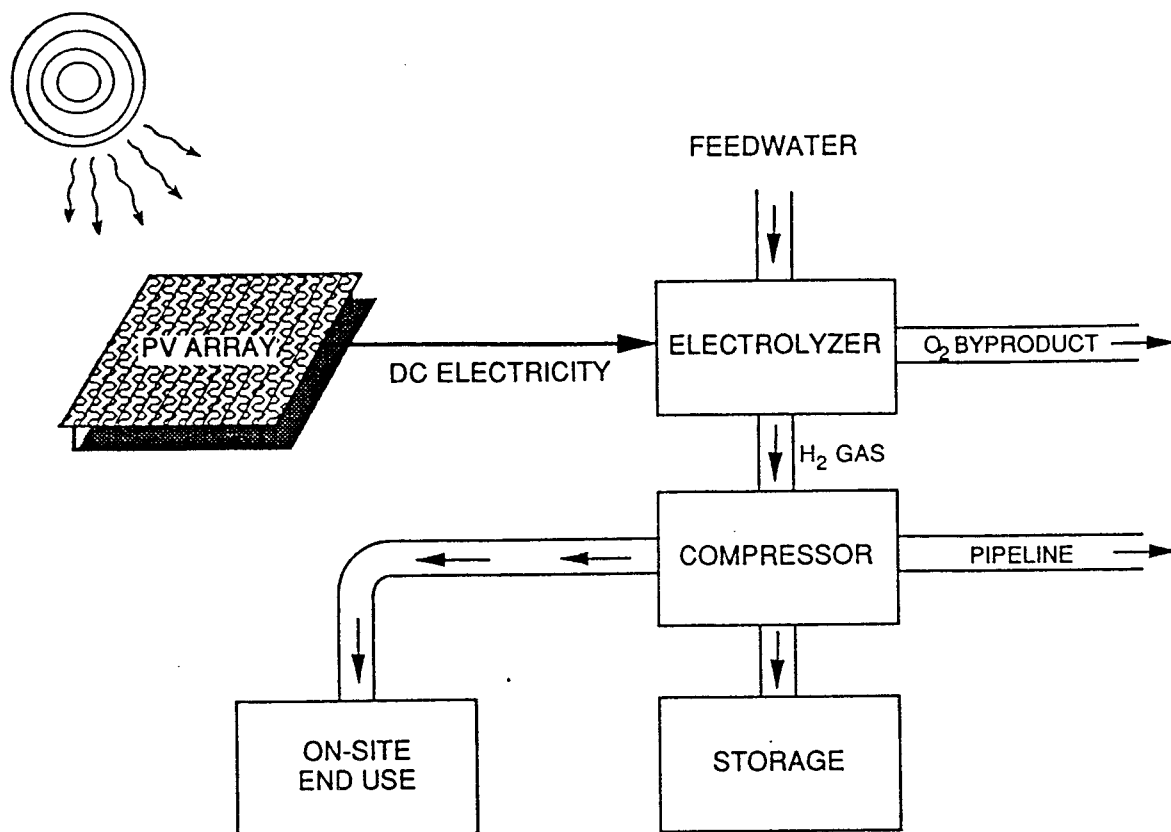 FEEDWATER
PV ARRAY
DC ELECTRICITY
ELECTROLYZER
O₂ BYPRODUCT
H₂ GAS
COMPRESSOR
PIPELINE
ON-SITE
END USE
STORAGE